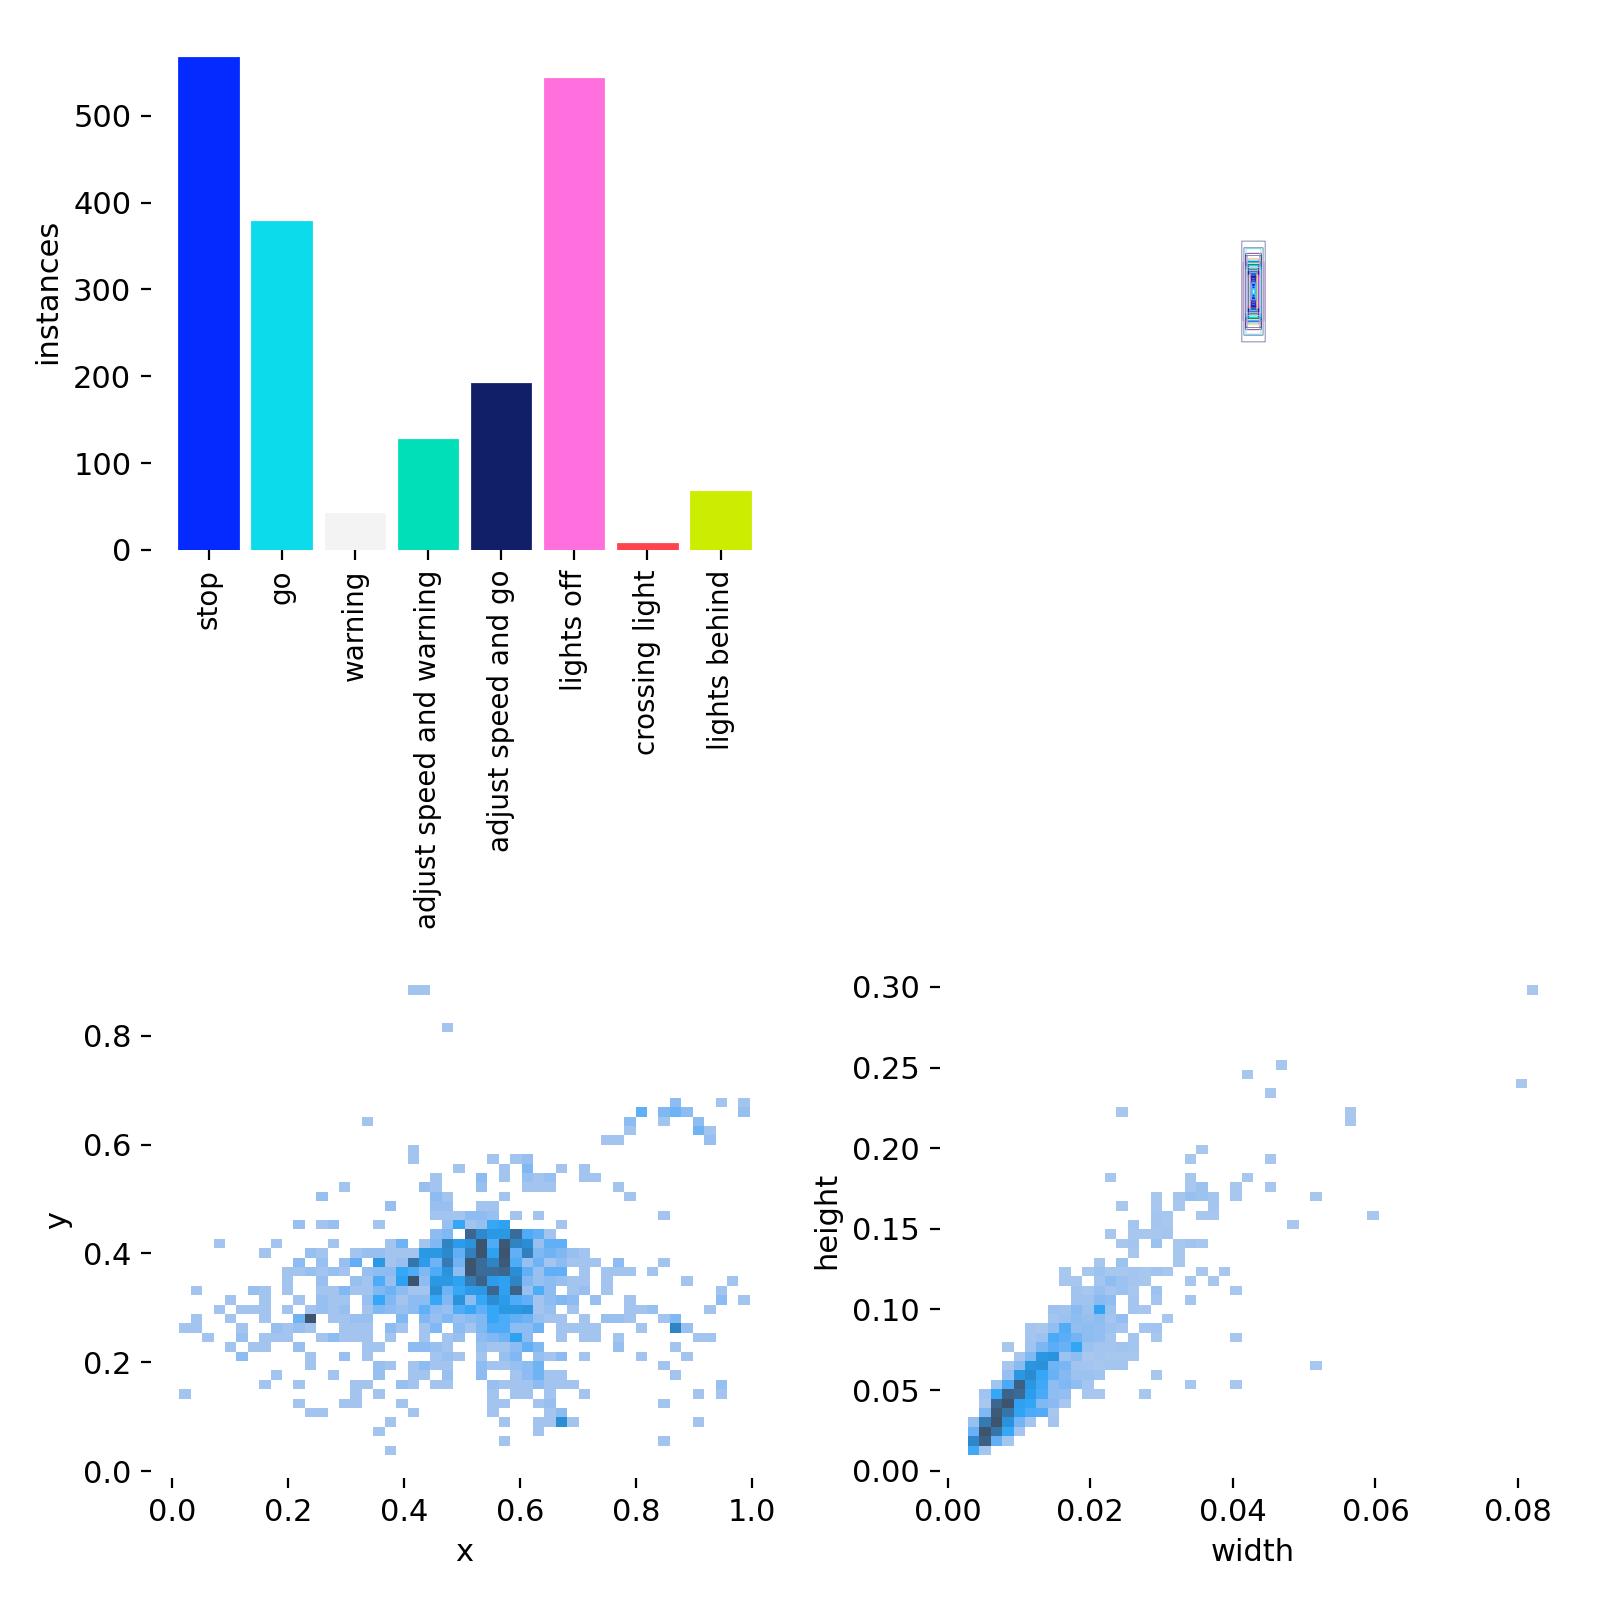 500
400
300
200
100
0
instances
stop
go
warning
adjust speed and warning
adjust speed and go
lights off
crossing light
lights behind
0.8
0.6
0.4
0.2
0.0
y
0.0 0.2 0.4 0.6 0.8 1.0
x
0.30
0.25
0.20
0.15
0.10
0.05
0.00
height
0.00 0.02 0.04 0.06 0.08
width